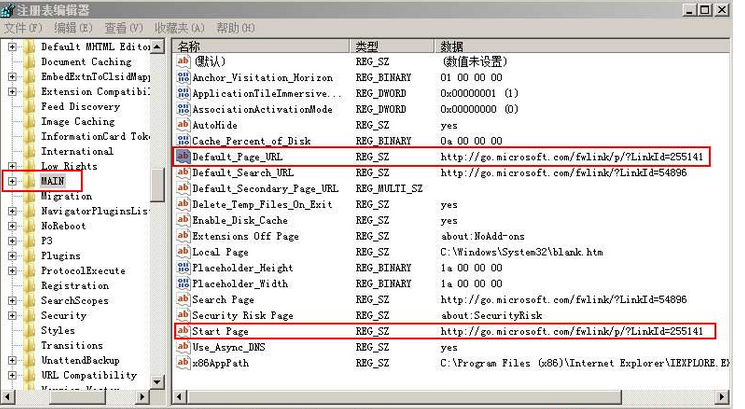 注册表编辑器
文件(F) 编辑(E) 查看(V) 收藏夹(A) 帮助(H)
Default MHTML Editor
Document Caching
EmbedExtnToClsidMapp
Extension Compatibil
Feed Discovery
Image Caching
InformationCard Toke
International
Low Rights
MAIN
Migration
NavigatorPluginsList
NoReboot
P3
Plugins
ProtocolExecute
Registration
SearchScopes
Security
Styles
Transitions
UnattendBackup
URL Compatibility
名称 类型 数据
(默认) REG_SZ (数值未设置)
Anchor_Visitation_Horizon REG_BINARY 01 00 00 00
ApplicationTileImmersive... REG_DWORD 0x00000001 (1)
AssociationActivationMode REG_DWORD 0x00000000 (0)
AutoHide REG_SZ yes
Cache_Percent_of_Disk REG_BINARY 0a 00 00 00
Default_Page_URL REG_SZ http://go.microsoft.com/fwlink/p/?LinkId=255141
Default_Search_URL REG_SZ http://go.microsoft.com/fwlink/?LinkId=54896
Default_Secondary_Page_URL REG_MULTI_SZ
Delete_Temp_Files_On_Exit REG_SZ yes
Enable_Disk_Cache REG_SZ yes
Extensions Off Page REG_SZ about:NoAdd-ons
Local Page REG_SZ C:\Windows\System32\blank.htm
Placeholder_Height REG_BINARY 1a 00 00 00
Placeholder_Width REG_BINARY 1a 00 00 00
Search Page REG_SZ http://go.microsoft.com/fwlink/?LinkId=54896
Security Risk Page REG_SZ about:SecurityRisk
Start Page REG_SZ http://go.microsoft.com/fwlink/p/?LinkId=255141
Use_Async_DNS REG_SZ yes
x86AppPath REG_SZ C:\Program Files (x86)\Internet Explorer\IEXPLORE.EX